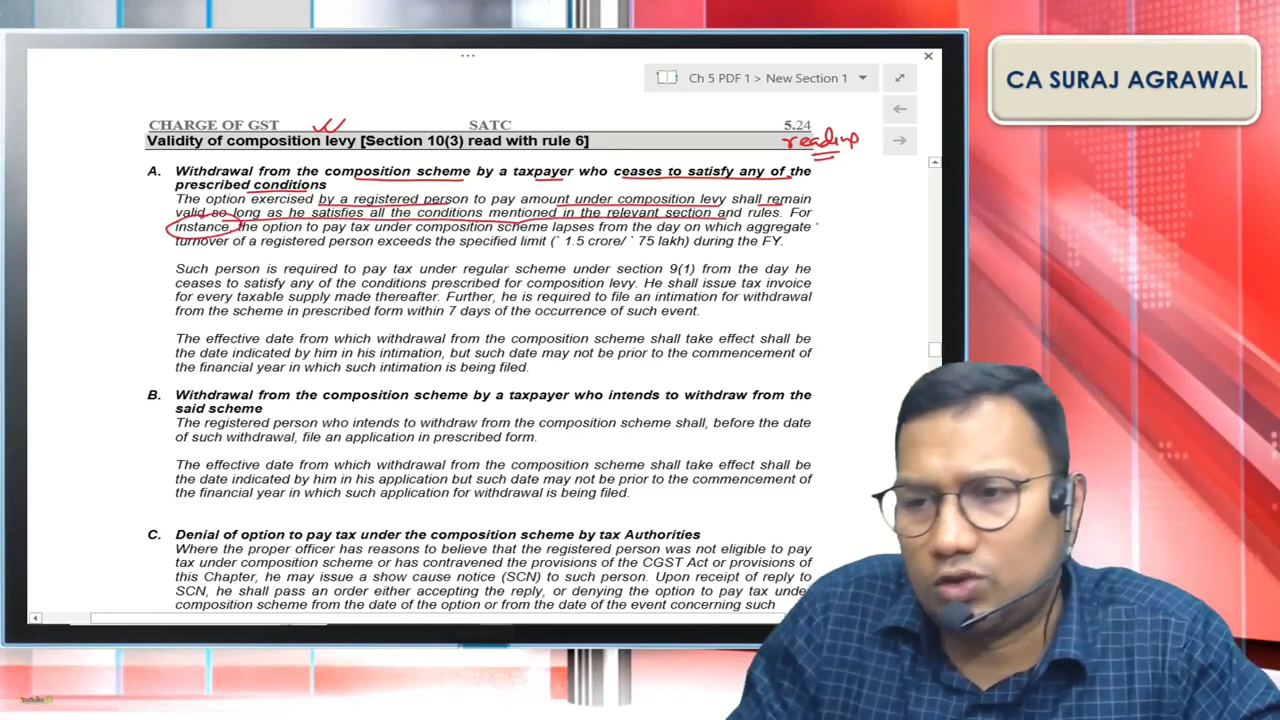 Ch 5 PDF 1 > New Section 1
CA SURAJ AGRAWAL
CHARGE OF GST SATC 5.24
Validity of composition levy [Section 10(3) read with rule 6]
reading
A. Withdrawal from the composition scheme by a taxpayer who ceases to satisfy any of the
prescribed conditions
The option exercised by a registered person to pay amount under composition levy shall remain
valid so long as he satisfies all the conditions mentioned in the relevant section and rules. For
instance, the option to pay tax under composition scheme lapses from the day on which aggregate
turnover of a registered person exceeds the specified limit (` 1.5 crore/ ` 75 lakh) during the FY.
Such person is required to pay tax under regular scheme under section 9(1) from the day he
ceases to satisfy any of the conditions prescribed for composition levy. He shall issue tax invoice
for every taxable supply made thereafter. Further, he is required to file an intimation for withdrawal
from the scheme in prescribed form within 7 days of the occurrence of such event.
The effective date from which withdrawal from the composition scheme shall take effect shall be
the date indicated by him in his intimation, but such date may not be prior to the commencement of
the financial year in which such intimation is being filed.
B. Withdrawal from the composition scheme by a taxpayer who intends to withdraw from the
said scheme
The registered person who intends to withdraw from the composition scheme shall, before the date
of such withdrawal, file an application in prescribed form.
The effective date from which withdrawal from the composition scheme shall take effect shall be
the date indicated by him in his application but such date may not be prior to the commencement of
the financial year in which such application for withdrawal is being filed.
C. Denial of option to pay tax under the composition scheme by tax Authorities
Where the proper officer has reasons to believe that the registered person was not eligible to pay
tax under composition scheme or has contravened the provisions of the CGST Act or provisions of
this Chapter, he may issue a show cause notice (SCN) to such person. Upon receipt of reply to
SCN, he shall pass an order either accepting the reply, or denying the option to pay tax under
composition scheme from the date of the option or from the date of the event concerning such